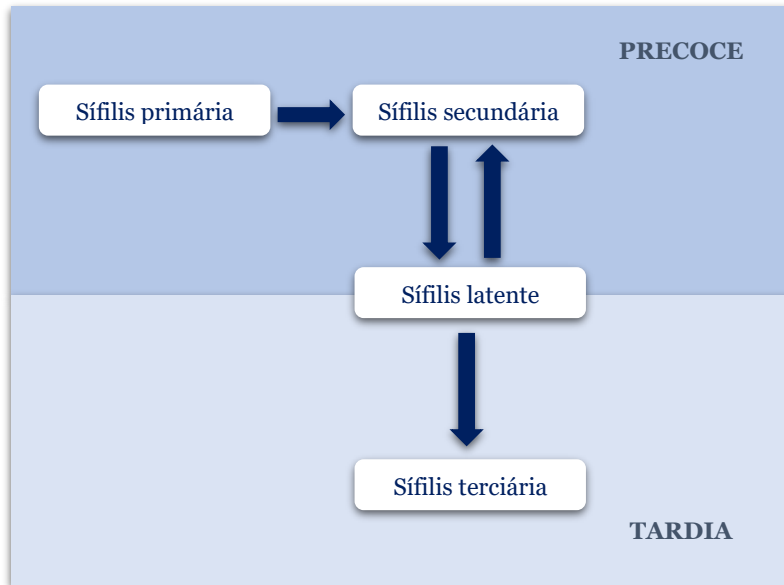 PRECOCE
Sífilis primária
Sífilis secundária
Sífilis latente
Sífilis terciária
TARDIA